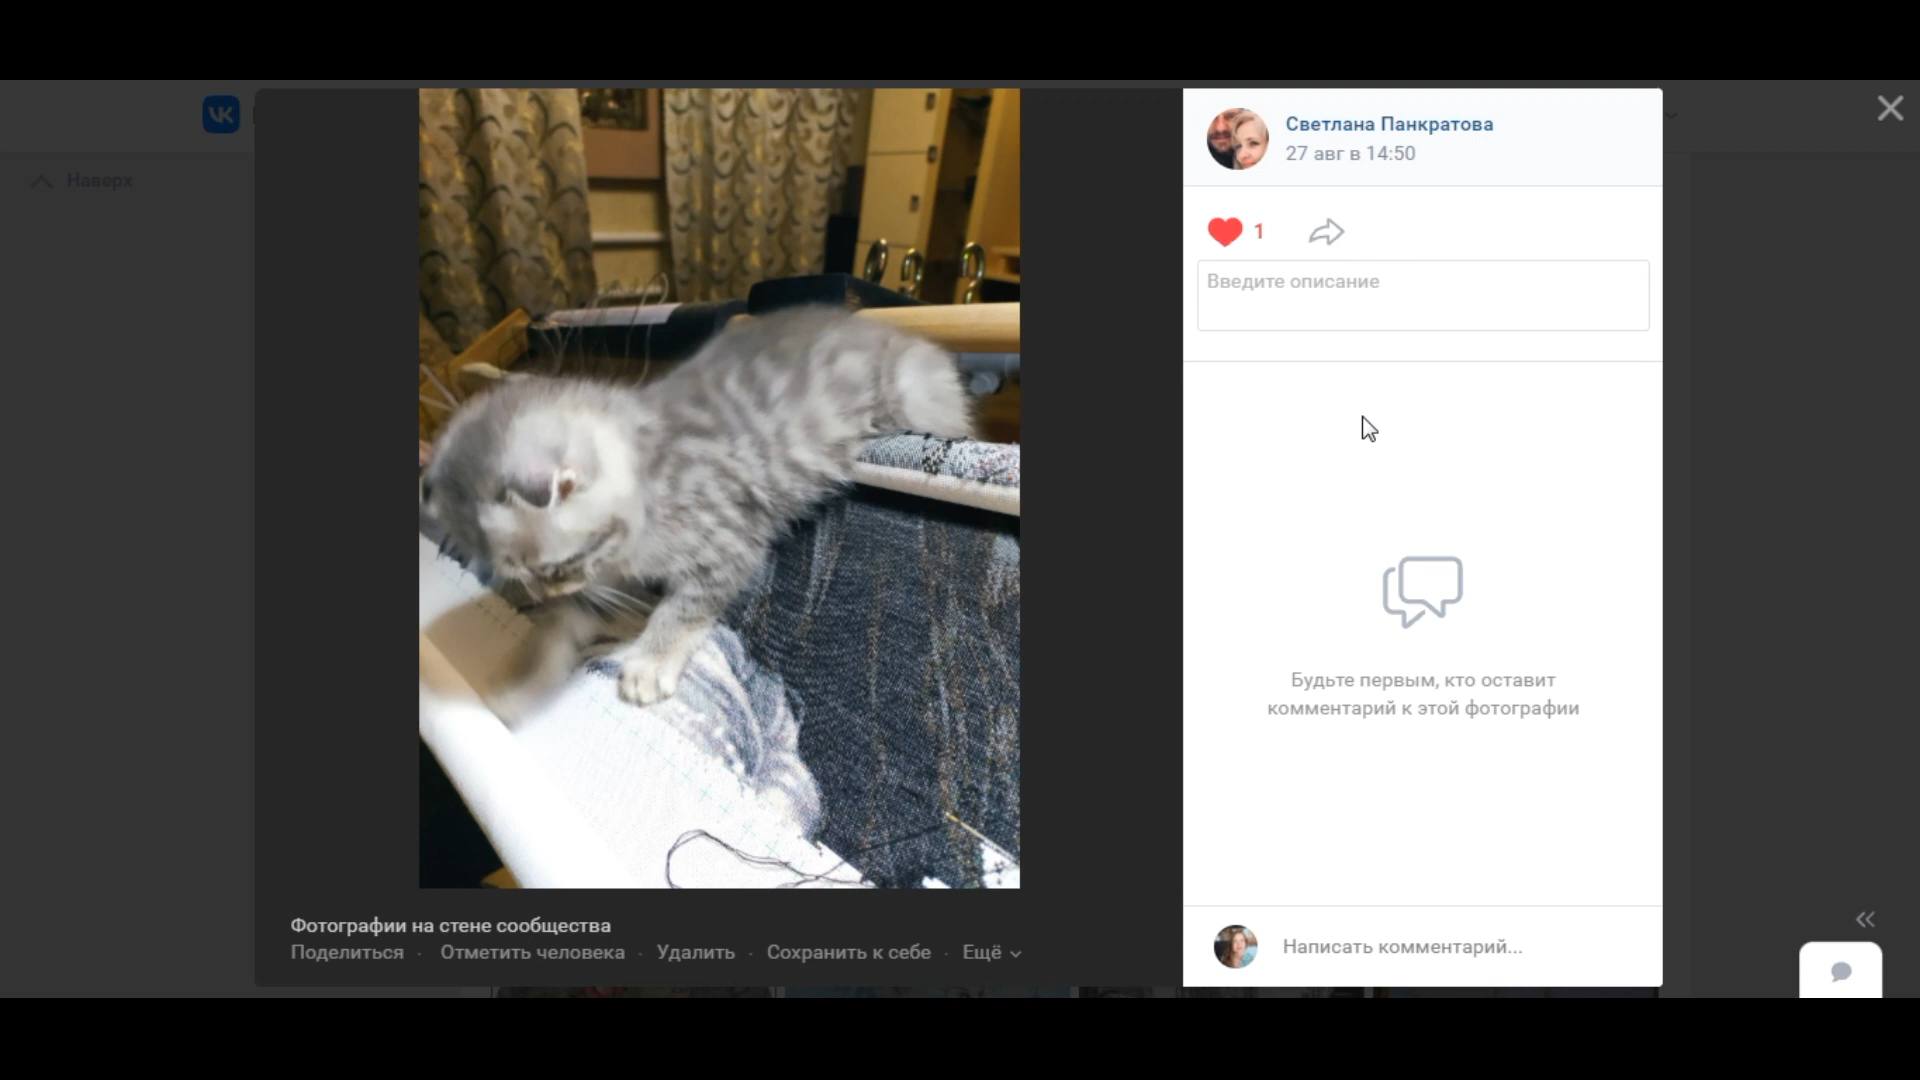 Наверх
Светлана Панкратова
27 авг в 14:50
1
Введите описание
Будьте первым, кто оставит
комментарий к этой фотографии
Фотографии на стене сообщества
Поделиться · Отметить человека · Удалить · Сохранить к себе · Ещё
Написать комментарий...